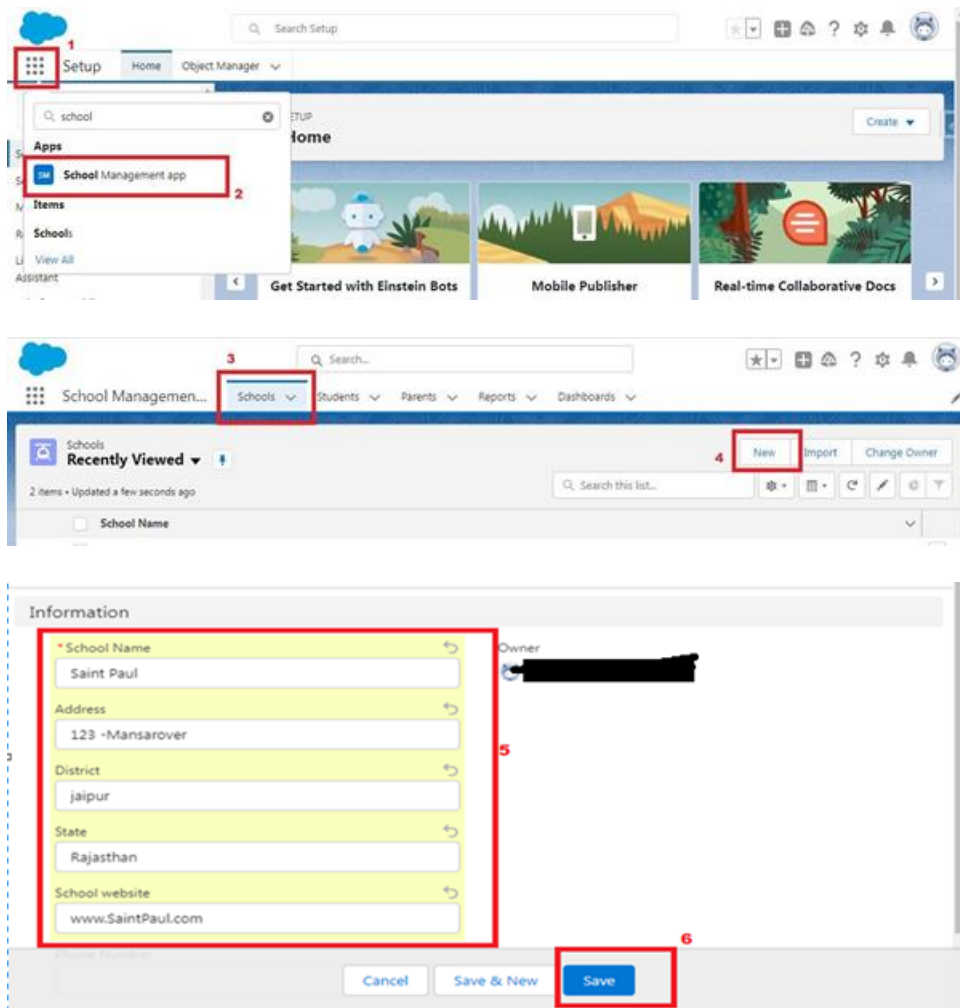 Search Setup
1
Setup Home Object Manager
school
SETUP
Home
Create
Apps
SM School Management app
2
Items
Schools
View All
Assistant
Get Started with Einstein Bots
Mobile Publisher
Real-time Collaborative Docs
3
Search...
School Managemen... Schools Students Parents Reports Dashboards
Schools
Recently Viewed
4
New Import Change Owner
2 items • Updated a few seconds ago
Search this list...
School Name
Information
*School Name
Owner
Saint Paul
Address
123 -Mansarover
5
District
jaipur
State
Rajasthan
School website
www.SaintPaul.com
6
Phone Number
Cancel Save & New Save